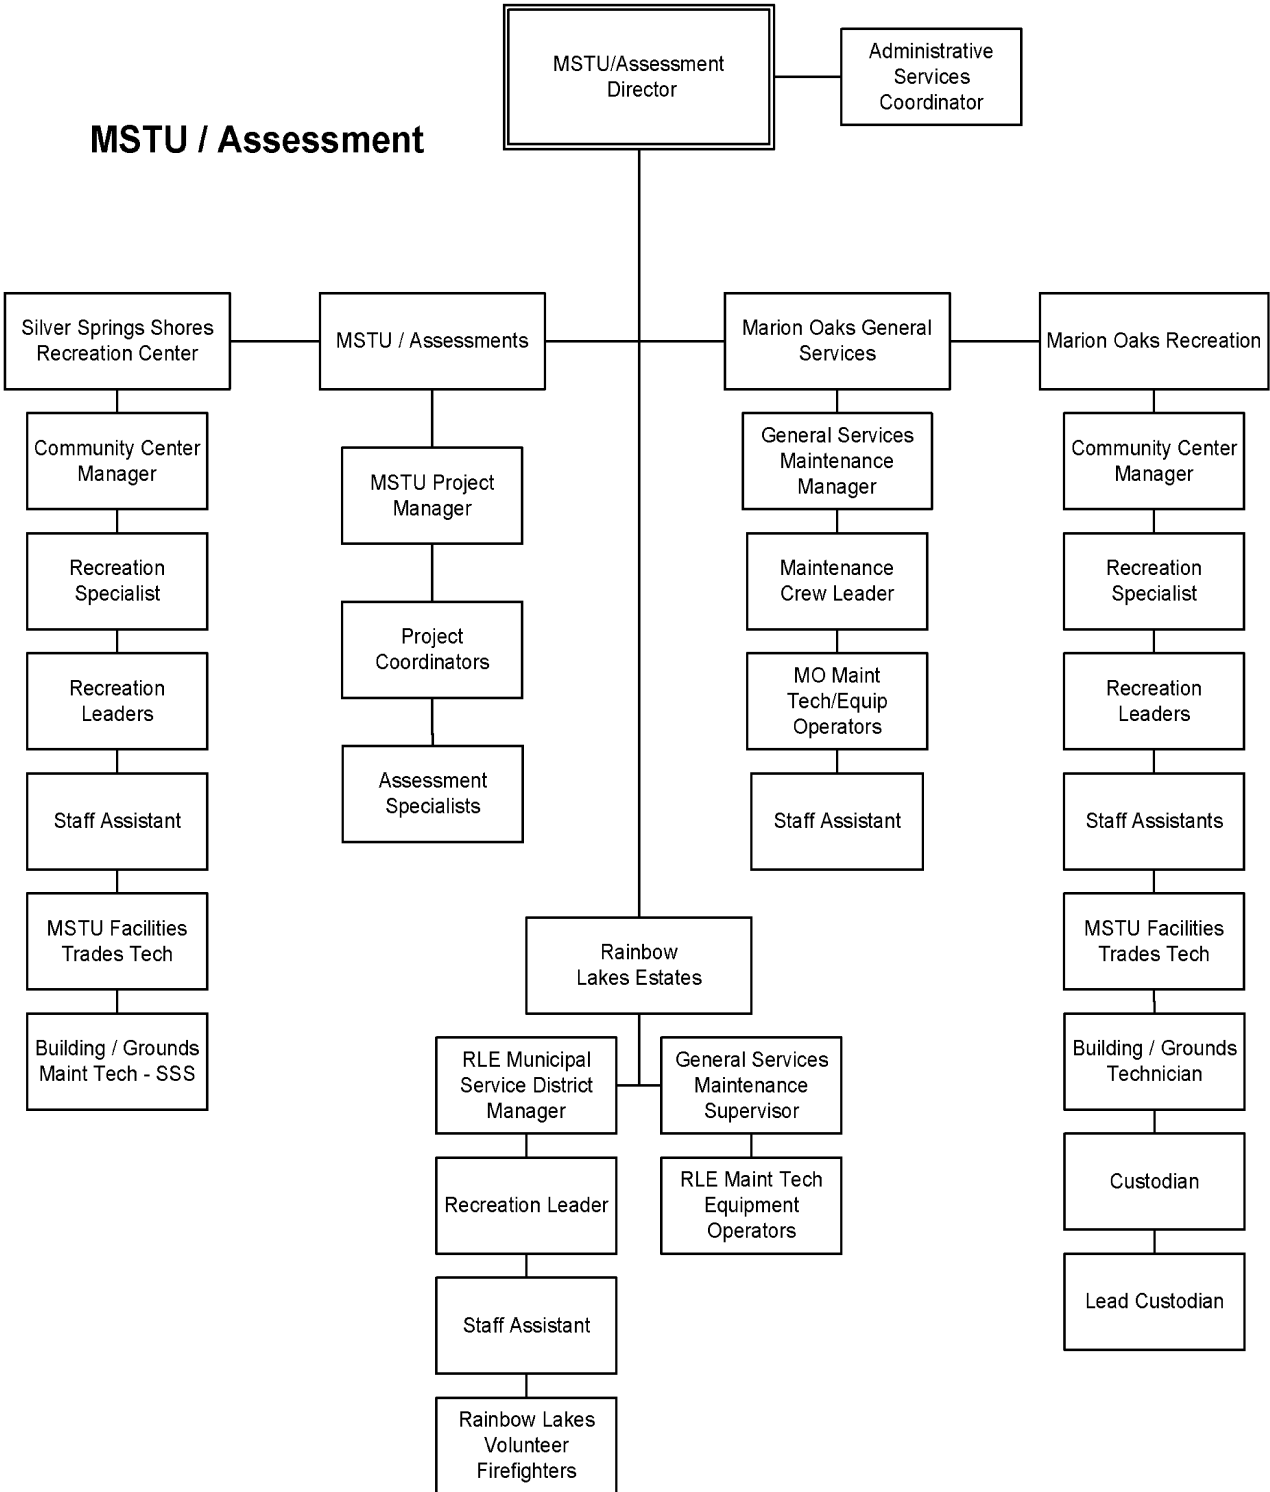 MSTU/Assessment
Director
Administrative
Services
Coordinator
MSTU / Assessment
Silver Springs Shores
Recreation Center
MSTU / Assessments
Marion Oaks General
Services
Marion Oaks Recreation
Community Center
Manager
Recreation
Specialist
Recreation
Leaders
Staff Assistant
MSTU Facilities
Trades Tech
Building / Grounds
Maint Tech - SSS
MSTU Project
Manager
Project
Coordinators
Assessment
Specialists
General Services
Maintenance
Manager
Maintenance
Crew Leader
MO Maint
Tech/Equip
Operators
Staff Assistant
Community Center
Manager
Recreation
Specialist
Recreation
Leaders
Staff Assistants
MSTU Facilities
Trades Tech
Building / Grounds
Technician
Custodian
Lead Custodian
Rainbow
Lakes Estates
RLE Municipal
Service District
Manager
Recreation Leader
Staff Assistant
Rainbow Lakes
Volunteer
Firefighters
General Services
Maintenance
Supervisor
RLE Maint Tech
Equipment
Operators